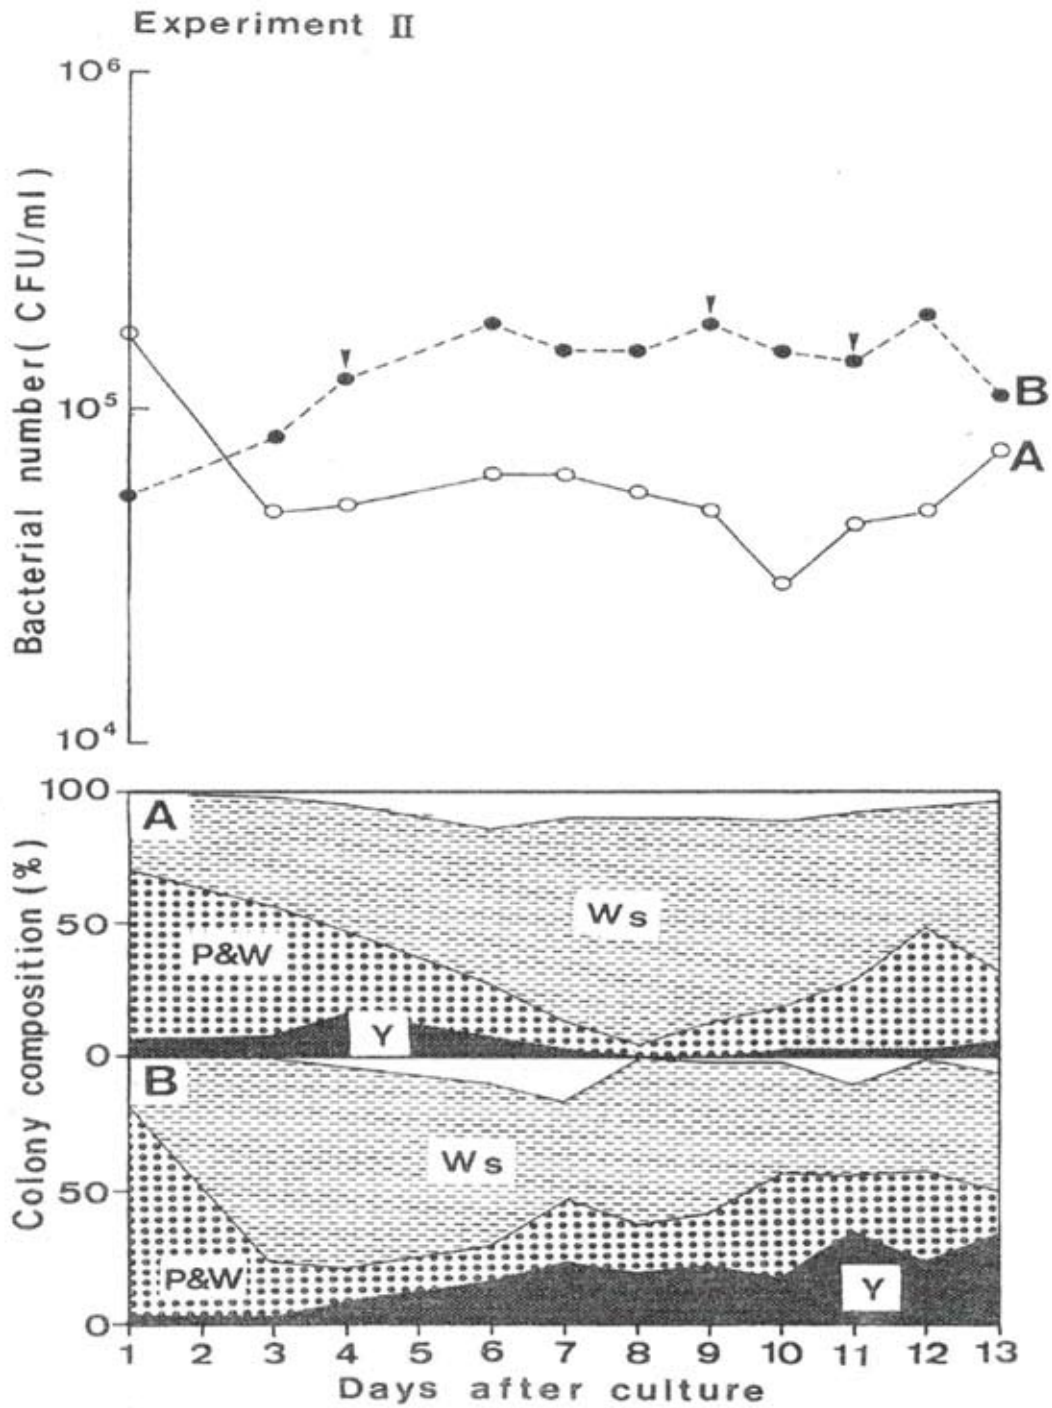 Experiment II
10⁶
10⁵
10⁴
Bacterial number( CFU/ml)
B
A
100
50
0
50
0
Colony composition (%)
A
Ws
P&W
Y
B
Ws
P&W
Y
1 2 3 4 5 6 7 8 9 10 11 12 13
Days after culture